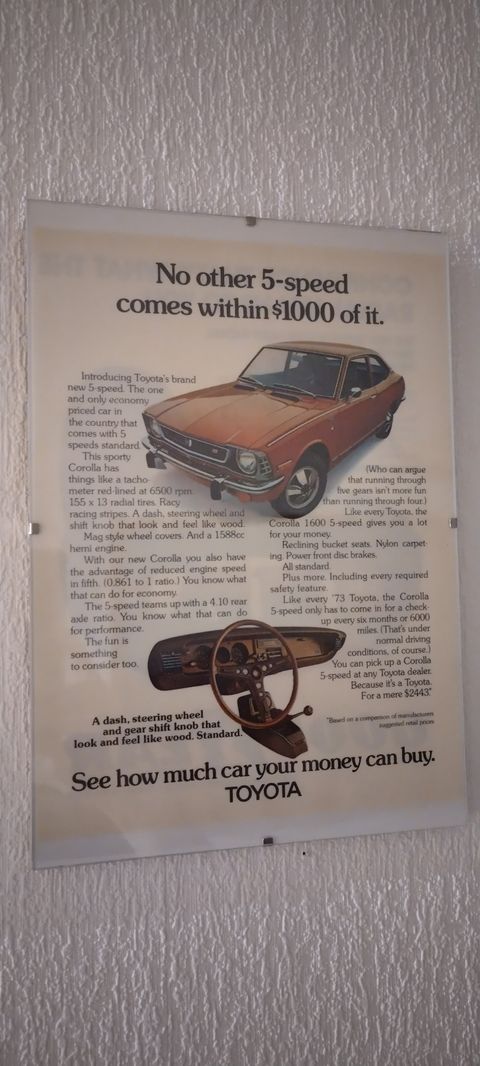 No other 5-speed
comes within $1000 of it.
Introducing Toyota's brand
new 5-speed. The one
and only economy
priced car in
the country that
comes with 5
speeds standard.
This sporty
Corolla has
things like a tacho-
meter red-lined at 6500 rpm.
155 x 13 radial tires. Racy
racing stripes. A dash, steering wheel and
shift knob that look and feel like wood.
Mag style wheel covers. And a 1588cc
hemi engine.
With our new Corolla you also have
the advantage of reduced engine speed
in fifth. (0.861 to 1 ratio.) You know what
that can do for economy.
The 5-speed teams up with a 4.10 rear
axle ratio. You know what that can do
for performance.
The fun is
something
to consider too.
(Who can argue
that running through
five gears isn't more fun
than running through four.)
Like every Toyota, the
Corolla 1600 5-speed gives you a lot
for your money.
Reclining bucket seats. Nylon carpet-
ing. Power front disc brakes.
All standard.
Plus more. Including every required
safety feature.
Like every '73 Toyota, the Corolla
5-speed only has to come in for a check-
up every six months or 6000
miles. (That's under
normal driving
conditions, of course.)
You can pick up a Corolla
5-speed at any Toyota dealer.
Because it's a Toyota.
For a mere $2443*
A dash, steering wheel
and gear shift knob that
look and feel like wood. Standard.
*Based on a comparison of manufacturers
suggested retail prices
See how much car your money can buy.
TOYOTA